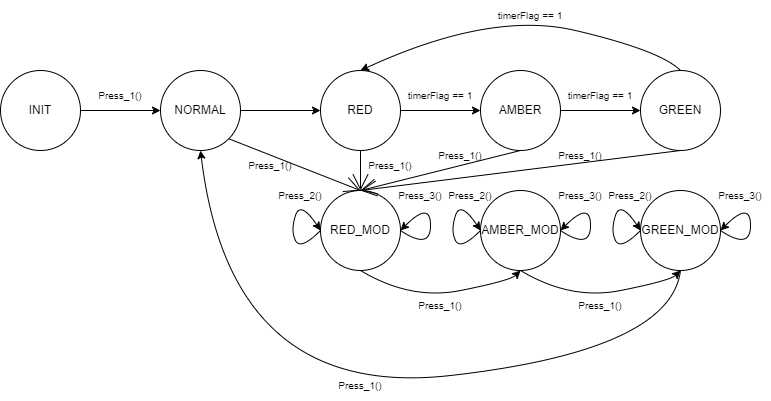 timerFlag == 1
Press_1()
timerFlag == 1
timerFlag == 1
INIT
NORMAL
RED
AMBER
GREEN
Press_1()
Press_1()
Press_1()
Press_1()
Press_2()
Press_3()
Press_2()
Press_3()
Press_2()
Press_3()
RED_MOD
AMBER_MOD
GREEN_MOD
Press_1()
Press_1()
Press_1()